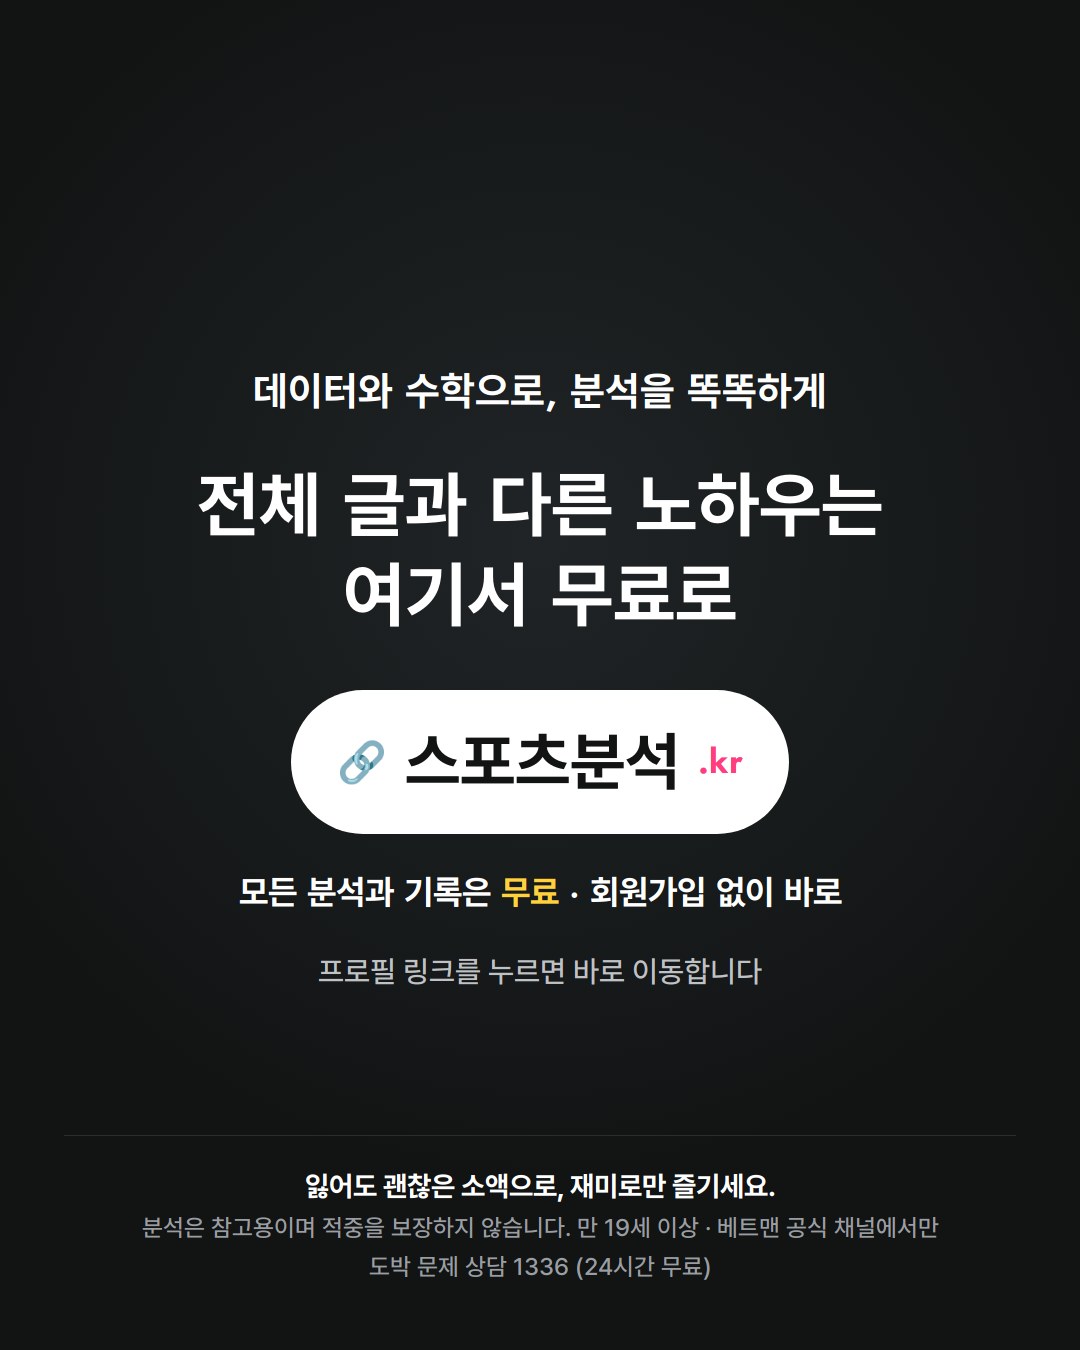 데이터와 수학으로, 분석을 똑똑하게
전체 글과 다른 노하우는
여기서 무료로
🔗 스포츠분석 .kr
모든 분석과 기록은 무료 · 회원가입 없이 바로
프로필 링크를 누르면 바로 이동합니다
잃어도 괜찮은 소액으로, 재미로만 즐기세요.
분석은 참고용이며 적중을 보장하지 않습니다. 만 19세 이상 · 베트맨 공식 채널에서만
도박 문제 상담 1336 (24시간 무료)